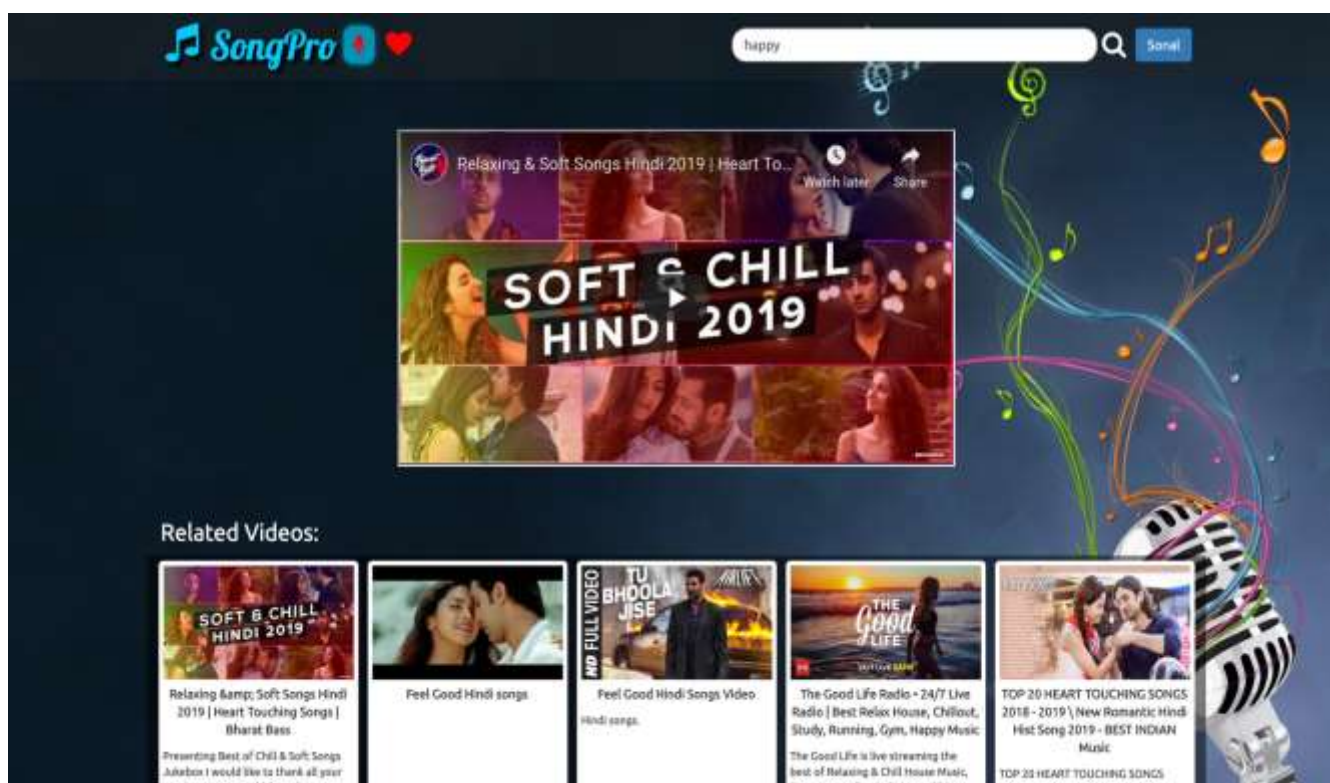 SongPro
happy
Sonal
Relaxing & Soft Songs Hindi 2019 | Heart To...
Watch later
Share
SOFT & CHILL
HINDI 2019
Related Videos:
SOFT & CHILL
HINDI 2019
Relaxing &amp; Soft Songs Hindi
2019 | Heart Touching Songs |
Bharat Bass
Presenting Best of Chill & Soft Songs
Jukebox I would like to thank all your
Feel Good Hindi songs
HD FULL VIDEO
TU
BHOOLA
JISE
AIRLIFT
Feel Good Hindi Songs Video
Hindi songs.
THE
Good
LIFE
The Good Life Radio • 24/7 Live
Radio | Best Relax House, Chillout,
Study, Running, Gym, Happy Music
The Good Life is live streaming the
best of Relaxing & Chill House Music,
TOP 20 HEART TOUCHING SONGS
2018 - 2019 \ New Romantic Hindi
Hist Song 2019 - BEST INDIAN
Music
TOP 20 HEART TOUCHING SONGS